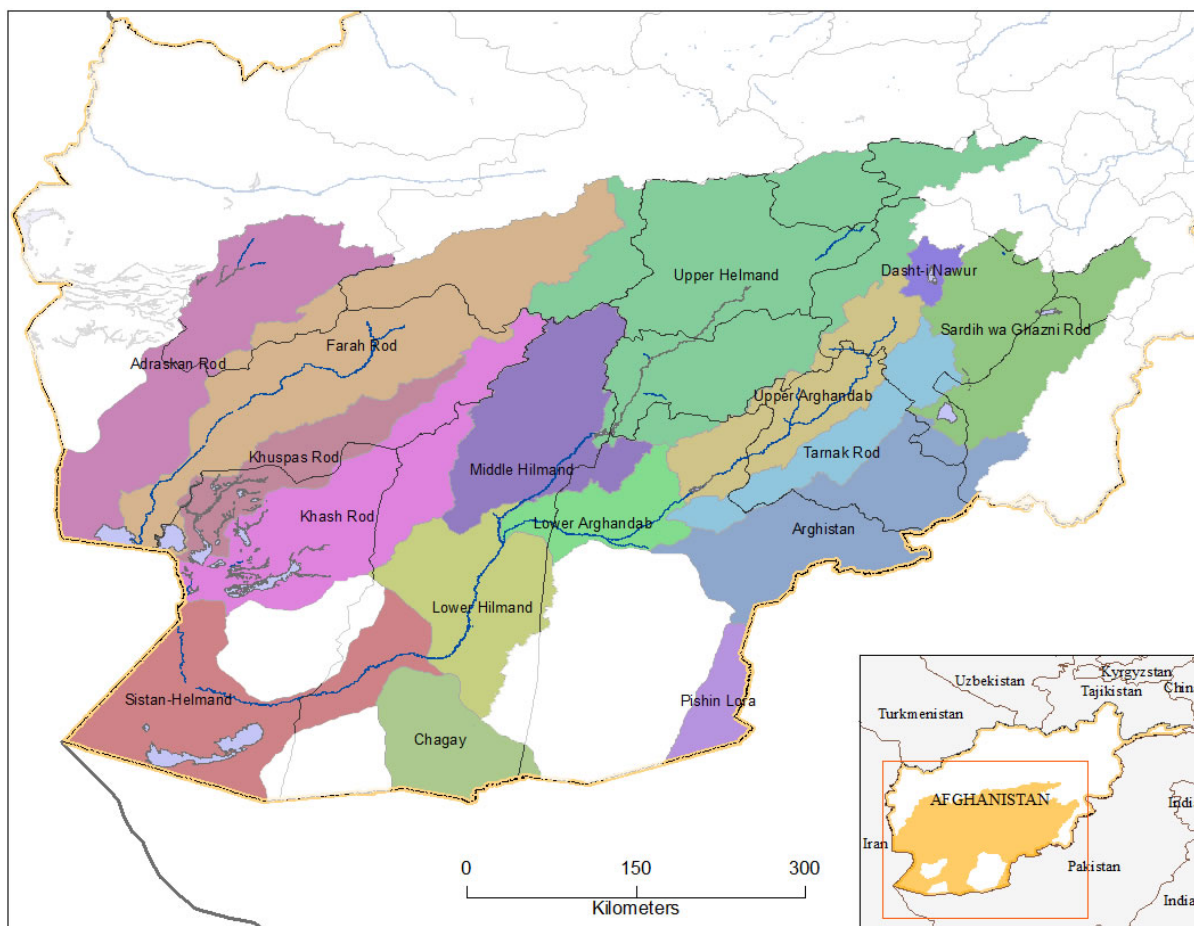 Upper Helmand
Dasht-i Nawur
Sardih wa Ghazni Rod
Farah Rod
Adraskan Rod
Upper Arghandab
Khuspas Rod
Middle Hilmand
Tarnak Rod
Khash Rod
Lower Arghandab
Arghistan
Lower Hilmand
Sistan-Helmand
Pishin Lora
Chagay
0 150 300
Kilometers
Uzbekistan
Kyrgyzstan
Tajikistan
Chin
Turkmenistan
AFGHANISTAN
Iran
Pakistan
Indi
India